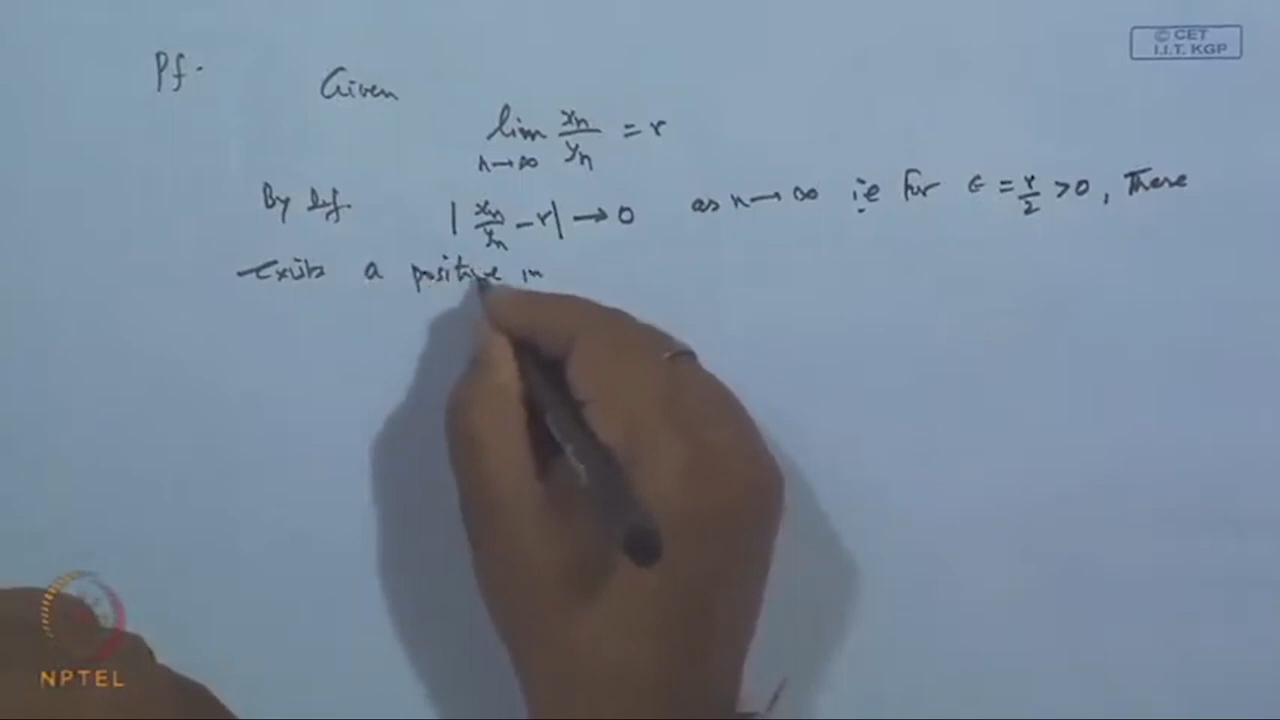 © CET
I.I.T. KGP
Pf.
Given
lim xn/yn = r
n→∞
By def. | xn/yn - r | → 0 as n→∞ i.e for ε = r/2 > 0, There
exists a positive in
NPTEL